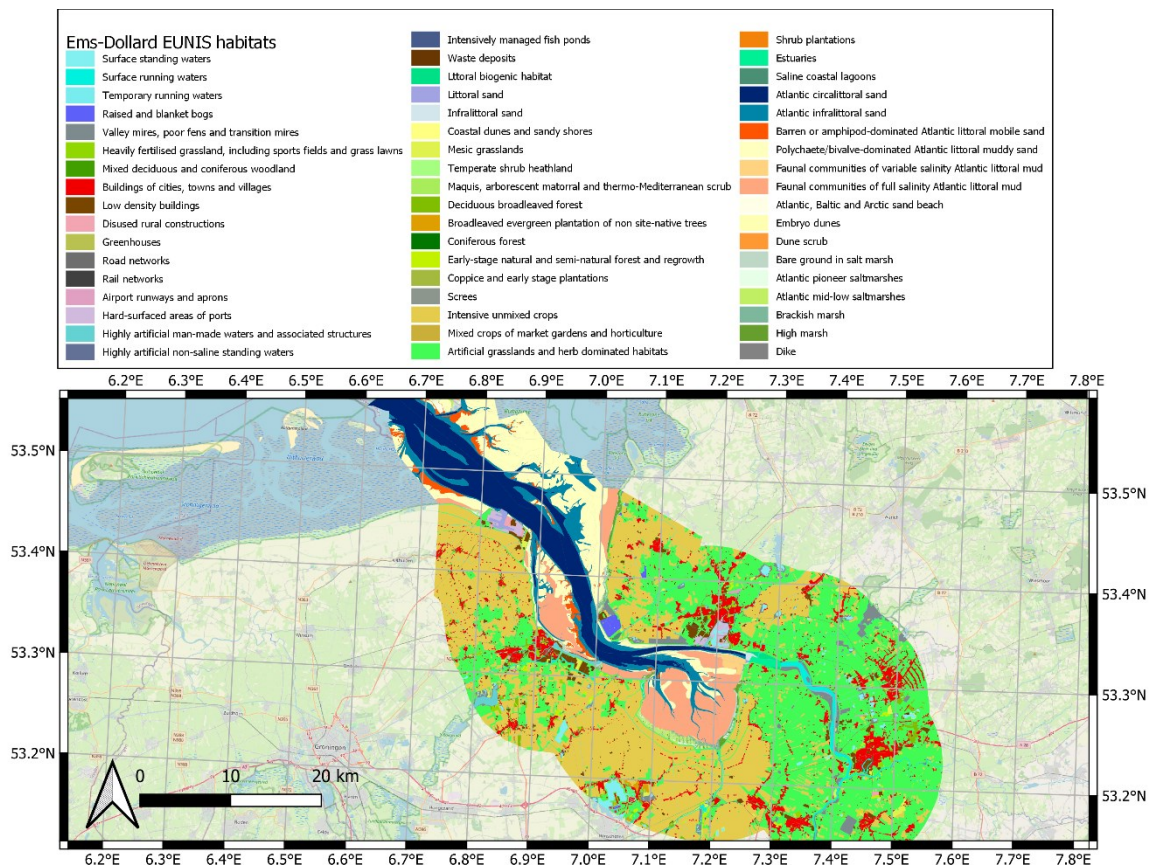 Ems-Dollard EUNIS habitats
Surface standing waters
Surface running waters
Temporary running waters
Raised and blanket bogs
Valley mires, poor fens and transition mires
Heavily fertilised grassland, including sports fields and grass lawns
Mixed deciduous and coniferous woodland
Buildings of cities, towns and villages
Low density buildings
Disused rural constructions
Greenhouses
Road networks
Rail networks
Airport runways and aprons
Hard-surfaced areas of ports
Highly artificial man-made waters and associated structures
Highly artificial non-saline standing waters
Intensively managed fish ponds
Waste deposits
Lttoral biogenic habitat
Littoral sand
Infralittoral sand
Coastal dunes and sandy shores
Mesic grasslands
Temperate shrub heathland
Maquis, arborescent matorral and thermo-Mediterranean scrub
Deciduous broadleaved forest
Broadleaved evergreen plantation of non site-native trees
Coniferous forest
Early-stage natural and semi-natural forest and regrowth
Coppice and early stage plantations
Screes
Intensive unmixed crops
Mixed crops of market gardens and horticulture
Artificial grasslands and herb dominated habitats
Shrub plantations
Estuaries
Saline coastal lagoons
Atlantic circalittoral sand
Atlantic infralittoral sand
Barren or amphipod-dominated Atlantic littoral mobile sand
Polychaete/bivalve-dominated Atlantic littoral muddy sand
Faunal communities of variable salinity Atlantic littoral mud
Faunal communities of full salinity Atlantic littoral mud
Atlantic, Baltic and Arctic sand beach
Embryo dunes
Dune scrub
Bare ground in salt marsh
Atlantic pioneer saltmarshes
Atlantic mid-low saltmarshes
Brackish marsh
High marsh
Dike
6.2°E 6.3°E 6.4°E 6.5°E 6.6°E 6.7°E 6.8°E 6.9°E 7.0°E 7.1°E 7.2°E 7.3°E 7.4°E 7.5°E 7.6°E 7.7°E 7.8°E
53.5°N
53.5°N
53.4°N
53.4°N
53.3°N
53.3°N
Groningen
53.2°N
53.2°N
0 10 20 km
6.2°E 6.3°E 6.4°E 6.5°E 6.6°E 6.7°E 6.8°E 6.9°E 7.0°E 7.1°E 7.2°E 7.3°E 7.4°E 7.5°E 7.6°E 7.7°E 7.8°E